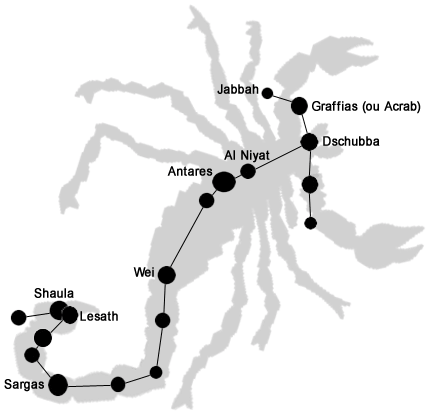 Jabbah
Graffias (ou Acrab)
Dschubba
Al Niyat
Antares
Wei
Shaula
Lesath
Sargas